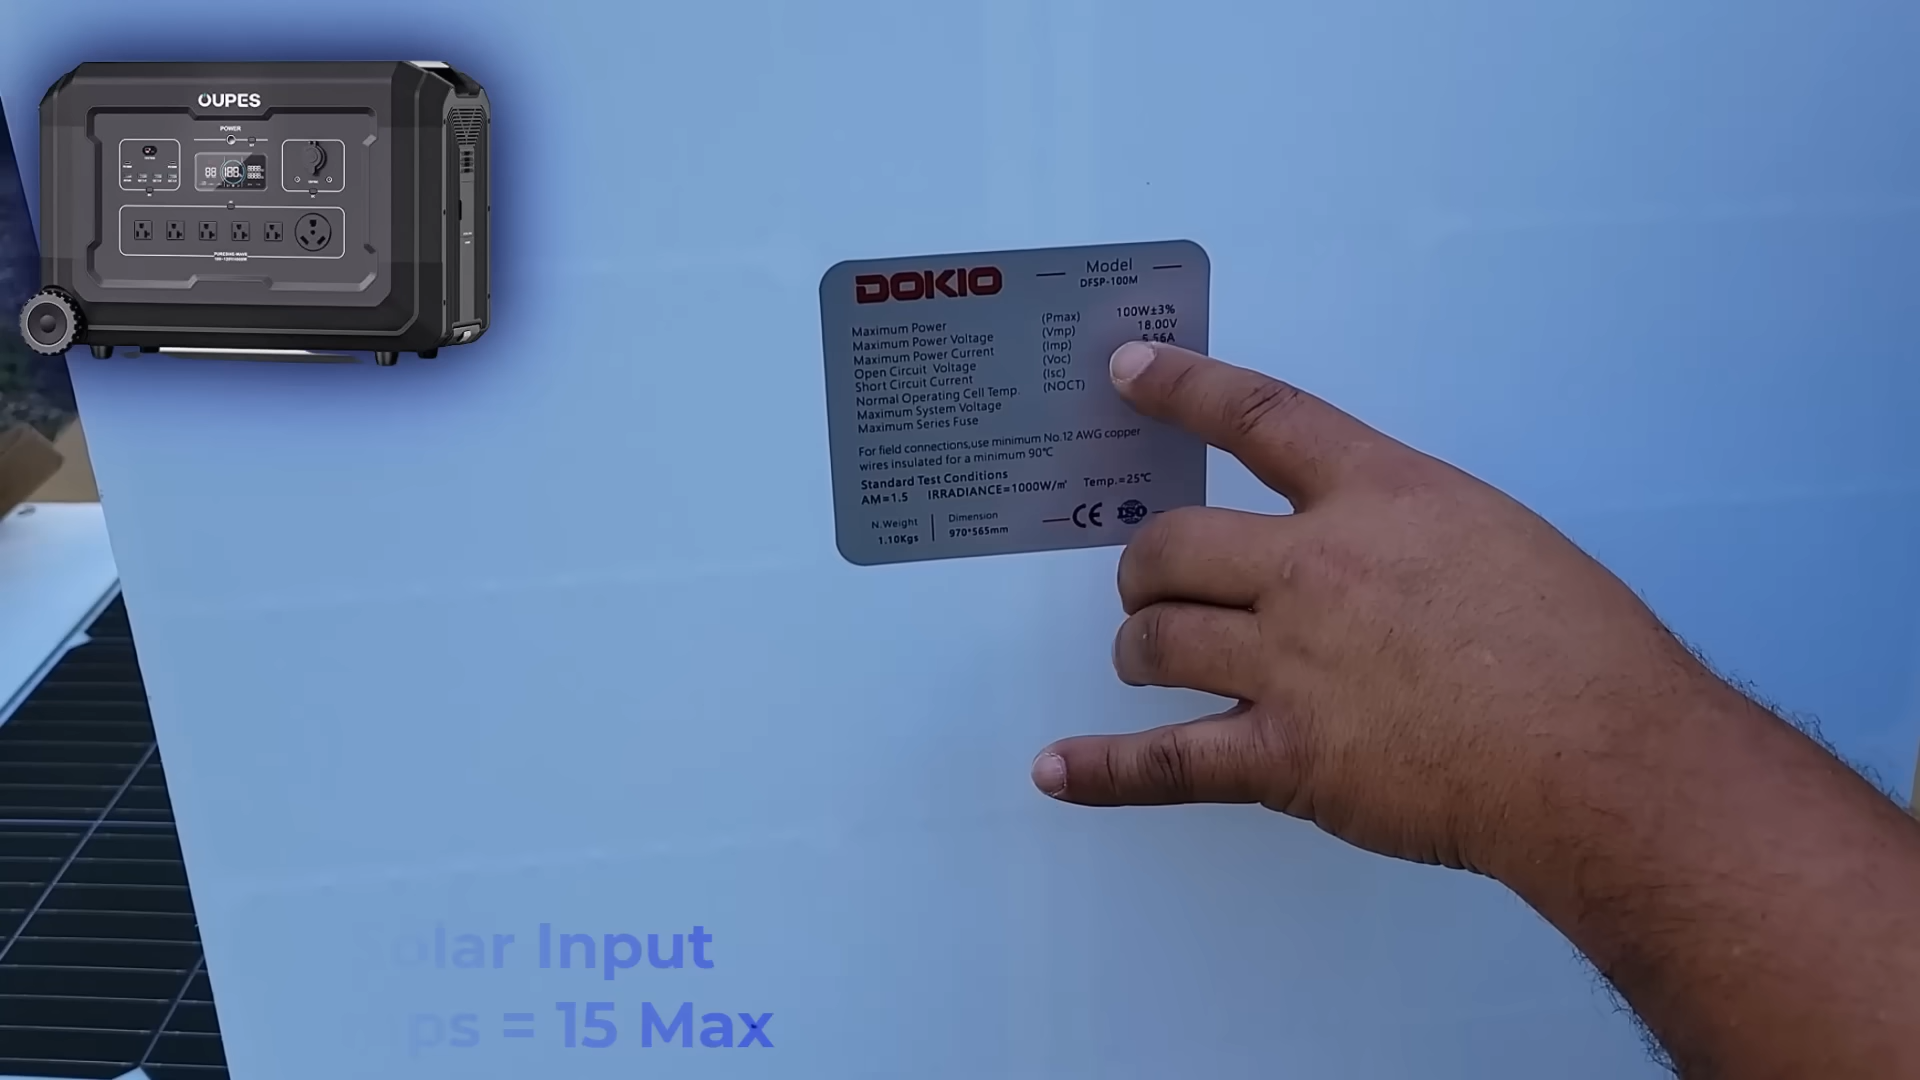 OUPES
POWER
DOKIO
Model
DFSP-100M
Maximum Power (Pmax) 100W±3%
Maximum Power Voltage (Vmp) 18.00V
Maximum Power Current (Imp) 5.56A
Open Circuit Voltage (Voc)
Short Circuit Current (Isc)
Normal Operating Cell Temp. (NOCT)
Maximum System Voltage
Maximum Series Fuse
For field connections,use minimum No.12 AWG copper
wires insulated for a minimum 90℃
Standard Test Conditions
AM=1.5 IRRADIANCE=1000W/㎡ Temp.=25℃
N.Weight
1.10Kgs
Dimension
970*565mm
CE ISO
olar Input
ps = 15 Max